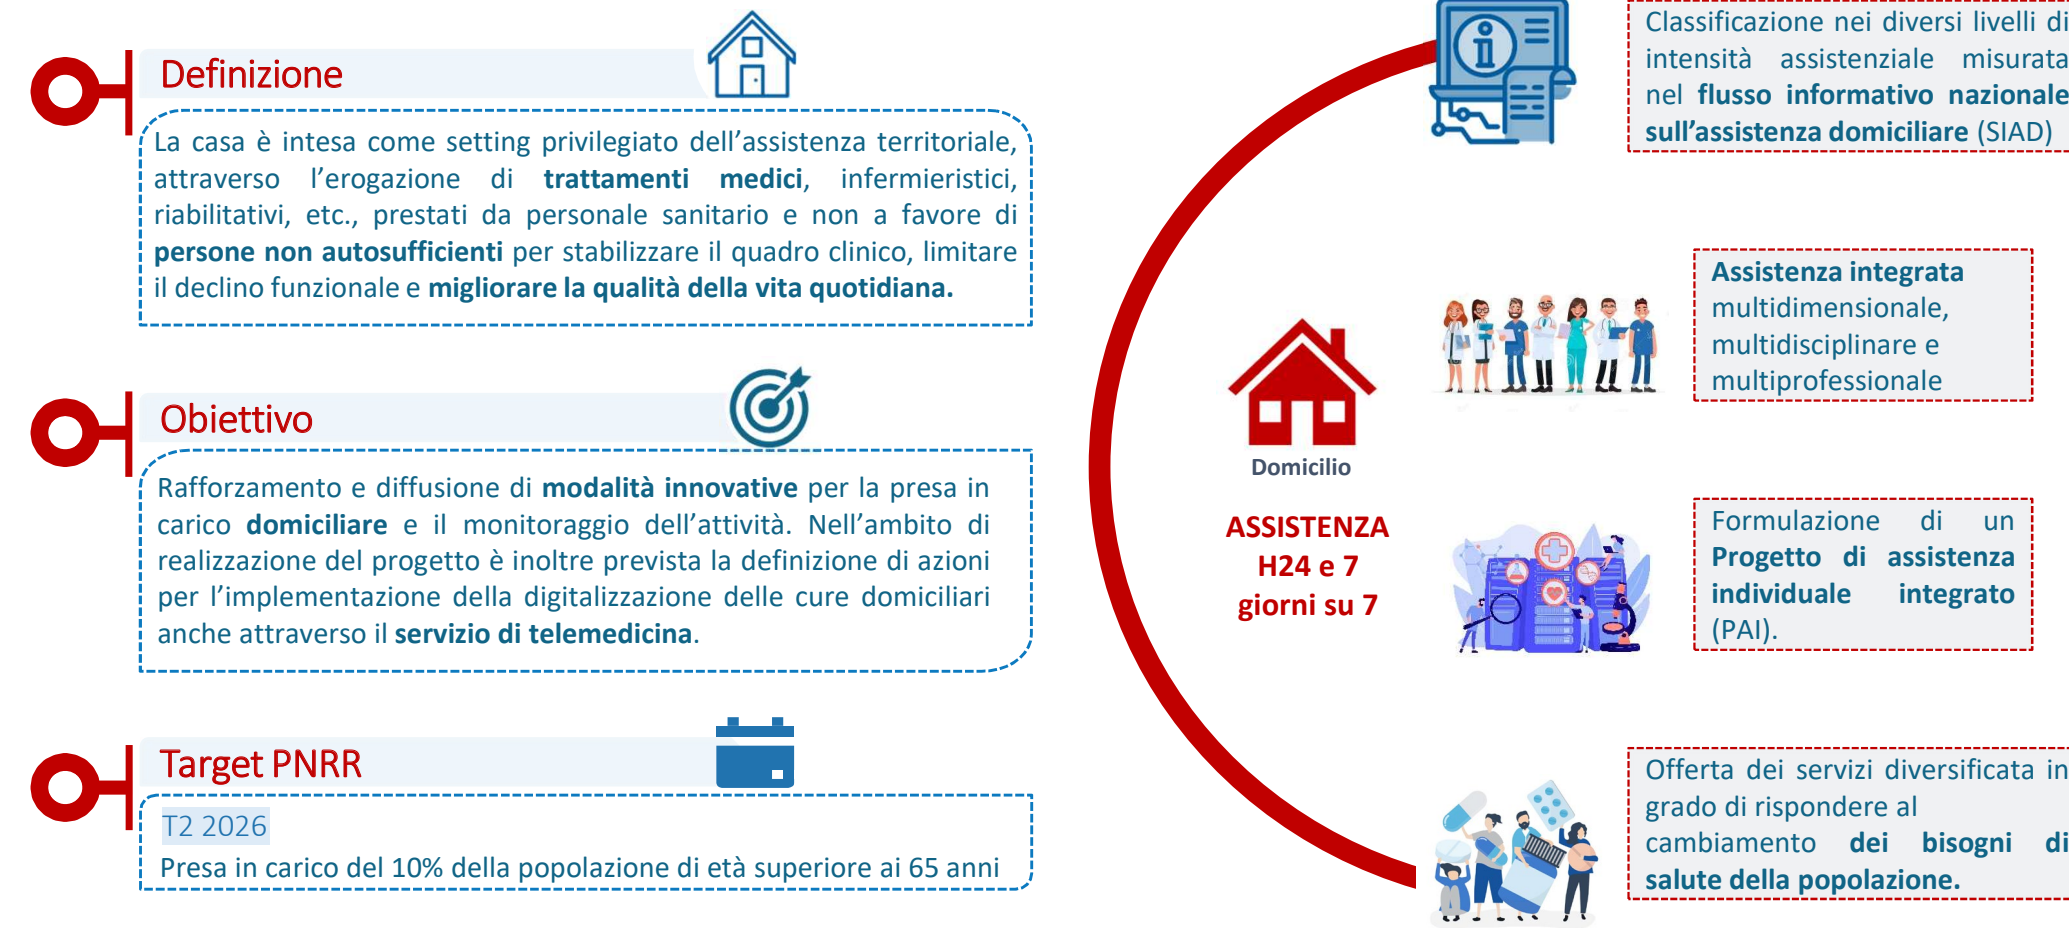 Definizione
La casa è intesa come setting privilegiato dell’assistenza territoriale,
attraverso l’erogazione di trattamenti medici, infermieristici,
riabilitativi, etc., prestati da personale sanitario e non a favore di
persone non autosufficienti per stabilizzare il quadro clinico, limitare
il declino funzionale e migliorare la qualità della vita quotidiana.
Obiettivo
Rafforzamento e diffusione di modalità innovative per la presa in
carico domiciliare e il monitoraggio dell’attività. Nell’ambito di
realizzazione del progetto è inoltre prevista la definizione di azioni
per l’implementazione della digitalizzazione delle cure domiciliari
anche attraverso il servizio di telemedicina.
Target PNRR
T2 2026
Presa in carico del 10% della popolazione di età superiore ai 65 anni
Domicilio
ASSISTENZA
H24 e 7
giorni su 7
Classificazione nei diversi livelli di
intensità assistenziale misurata
nel flusso informativo nazionale
sull’assistenza domiciliare (SIAD)
Assistenza integrata
multidimensionale,
multidisciplinare e
multiprofessionale
Formulazione di un
Progetto di assistenza
individuale integrato
(PAI).
Offerta dei servizi diversificata in
grado di rispondere al
cambiamento dei bisogni di
salute della popolazione.